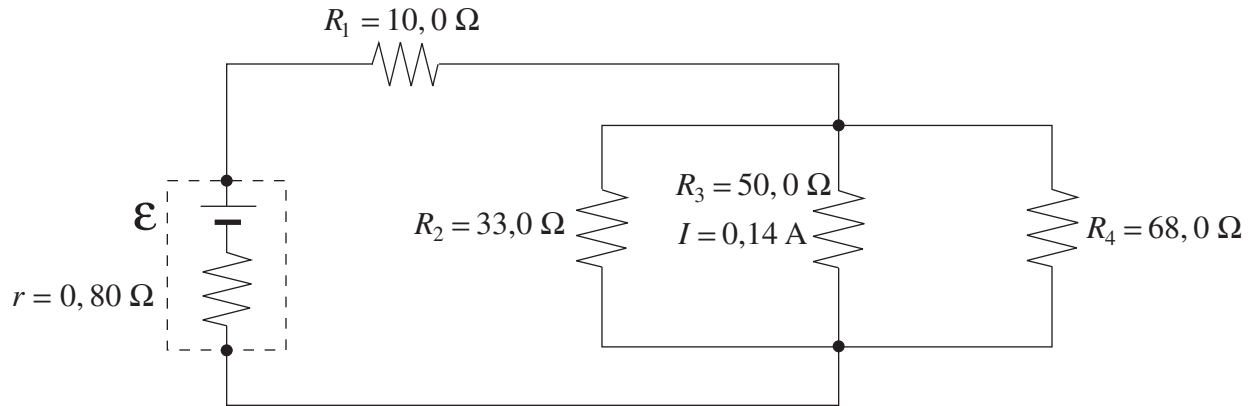 R₁ = 10,0 Ω
ε
r = 0,80 Ω
R₂ = 33,0 Ω
R₃ = 50,0 Ω
I = 0,14 A
R₄ = 68,0 Ω